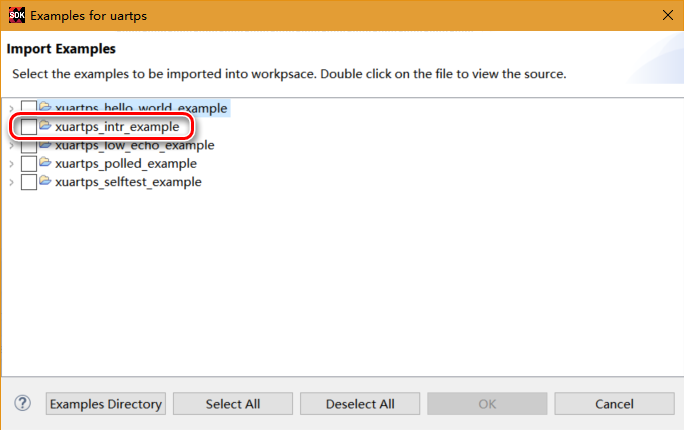 SDK Examples for uartps
Import Examples
Select the examples to be imported into workpsace. Double click on the file to view the source.
xuartps_hello_world_example
xuartps_intr_example
xuartps_low_echo_example
xuartps_polled_example
xuartps_selftest_example
? Examples Directory Select All Deselect All OK Cancel